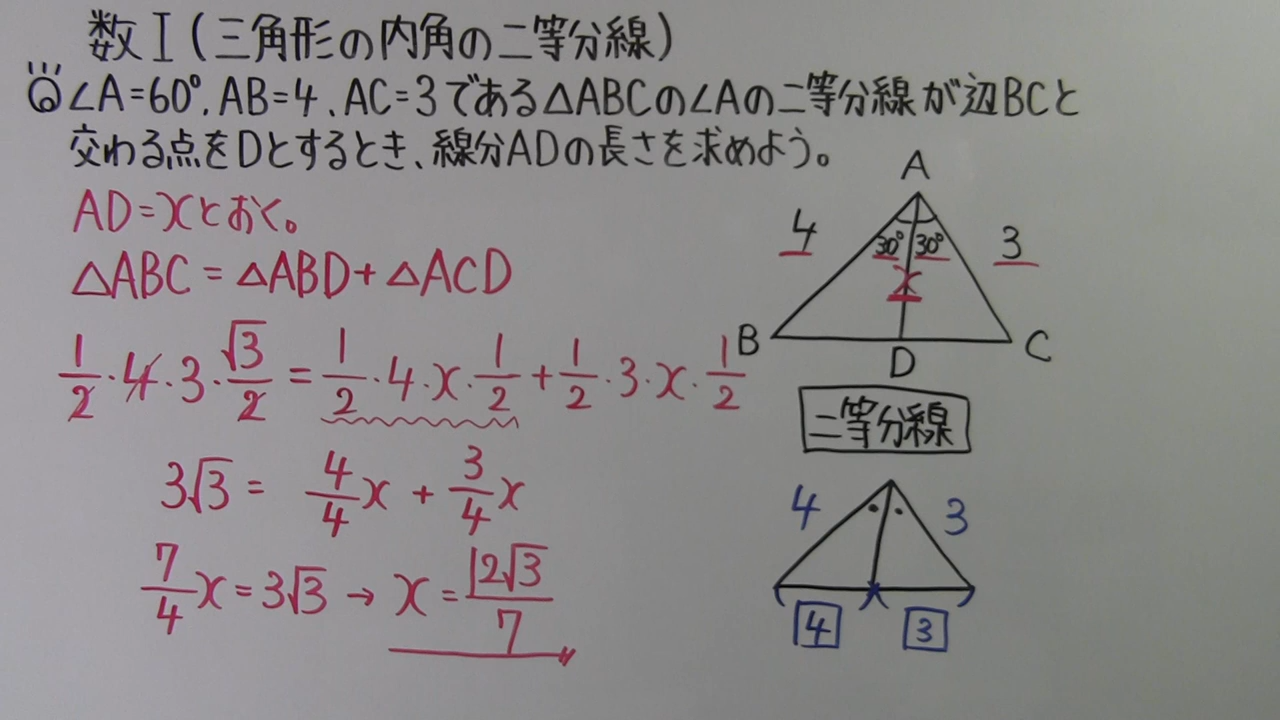 数Ⅰ(三角形の内角の二等分線)
Q ∠A=60°, AB=4, AC=3である△ABCの∠Aの二等分線が辺BCと
交わる点をDとするとき、線分ADの長さを求めよう。
AD=xとおく。
△ABC = △ABD + △ACD
1/2・4・3・√3/2 = 1/2・4・x・1/2 + 1/2・3・x・1/2
3√3 = 4/4x + 3/4x
7/4x = 3√3 → x = 12√3/7
A
4
30° 30°
3
x
B
D
C
二等分線
4
3
4
3